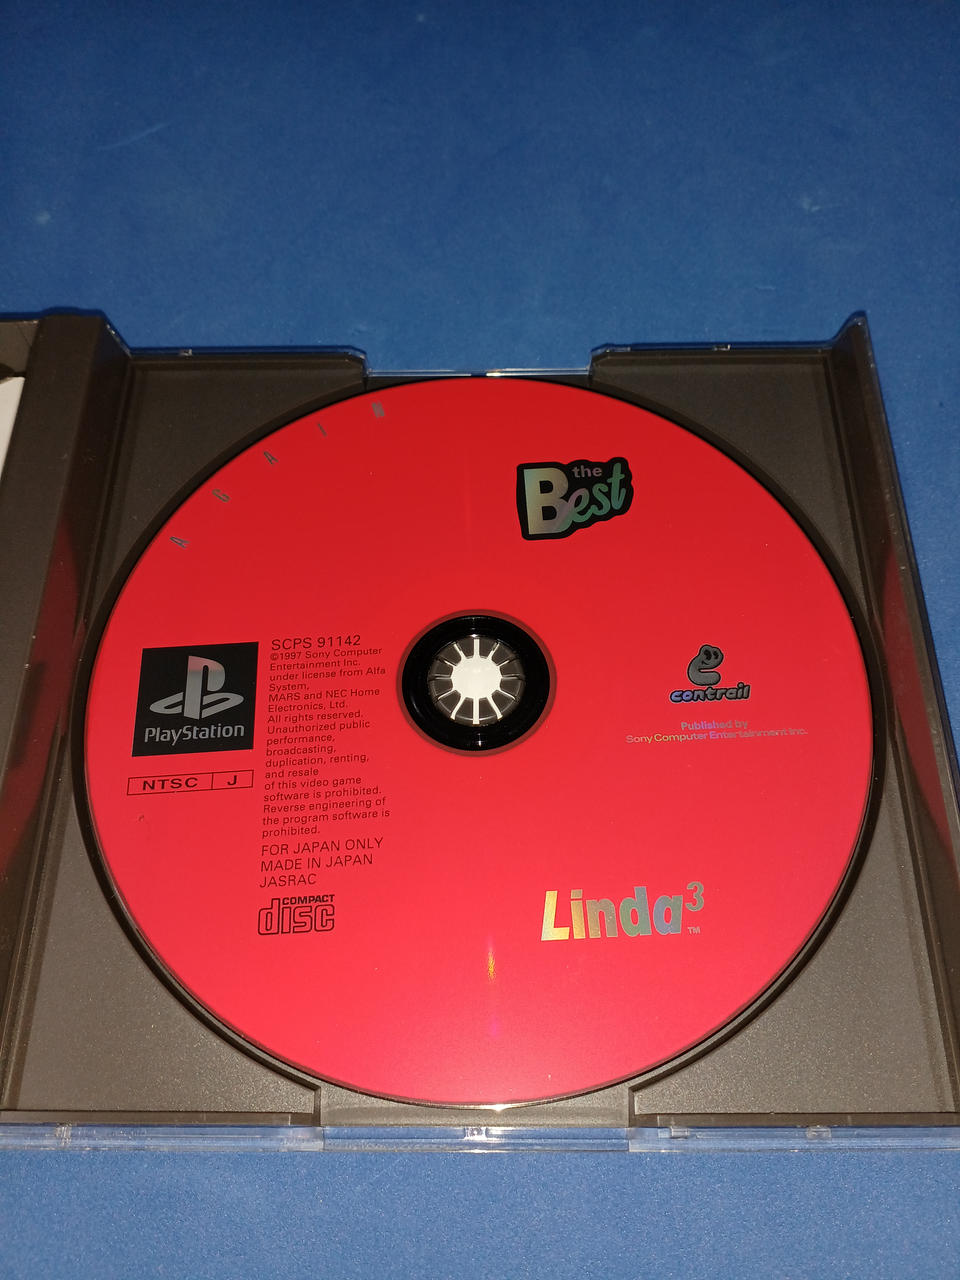 AGAIN
the
Best
SCPS 91142
©1997 Sony Computer
Entertainment Inc.
under license from Alfa
System,
MARS and NEC Home
Electronics, Ltd.
All rights reserved.
Unauthorized public
performance,
broadcasting,
duplication, renting,
and resale
of this video game
software is prohibited.
Reverse engineering of
the program software is
prohibited.
FOR JAPAN ONLY
MADE IN JAPAN
JASRAC
PlayStation
NTSC J
COMPACT
disc
contrail
Published by
Sony Computer Entertainment Inc.
Linda³
TM